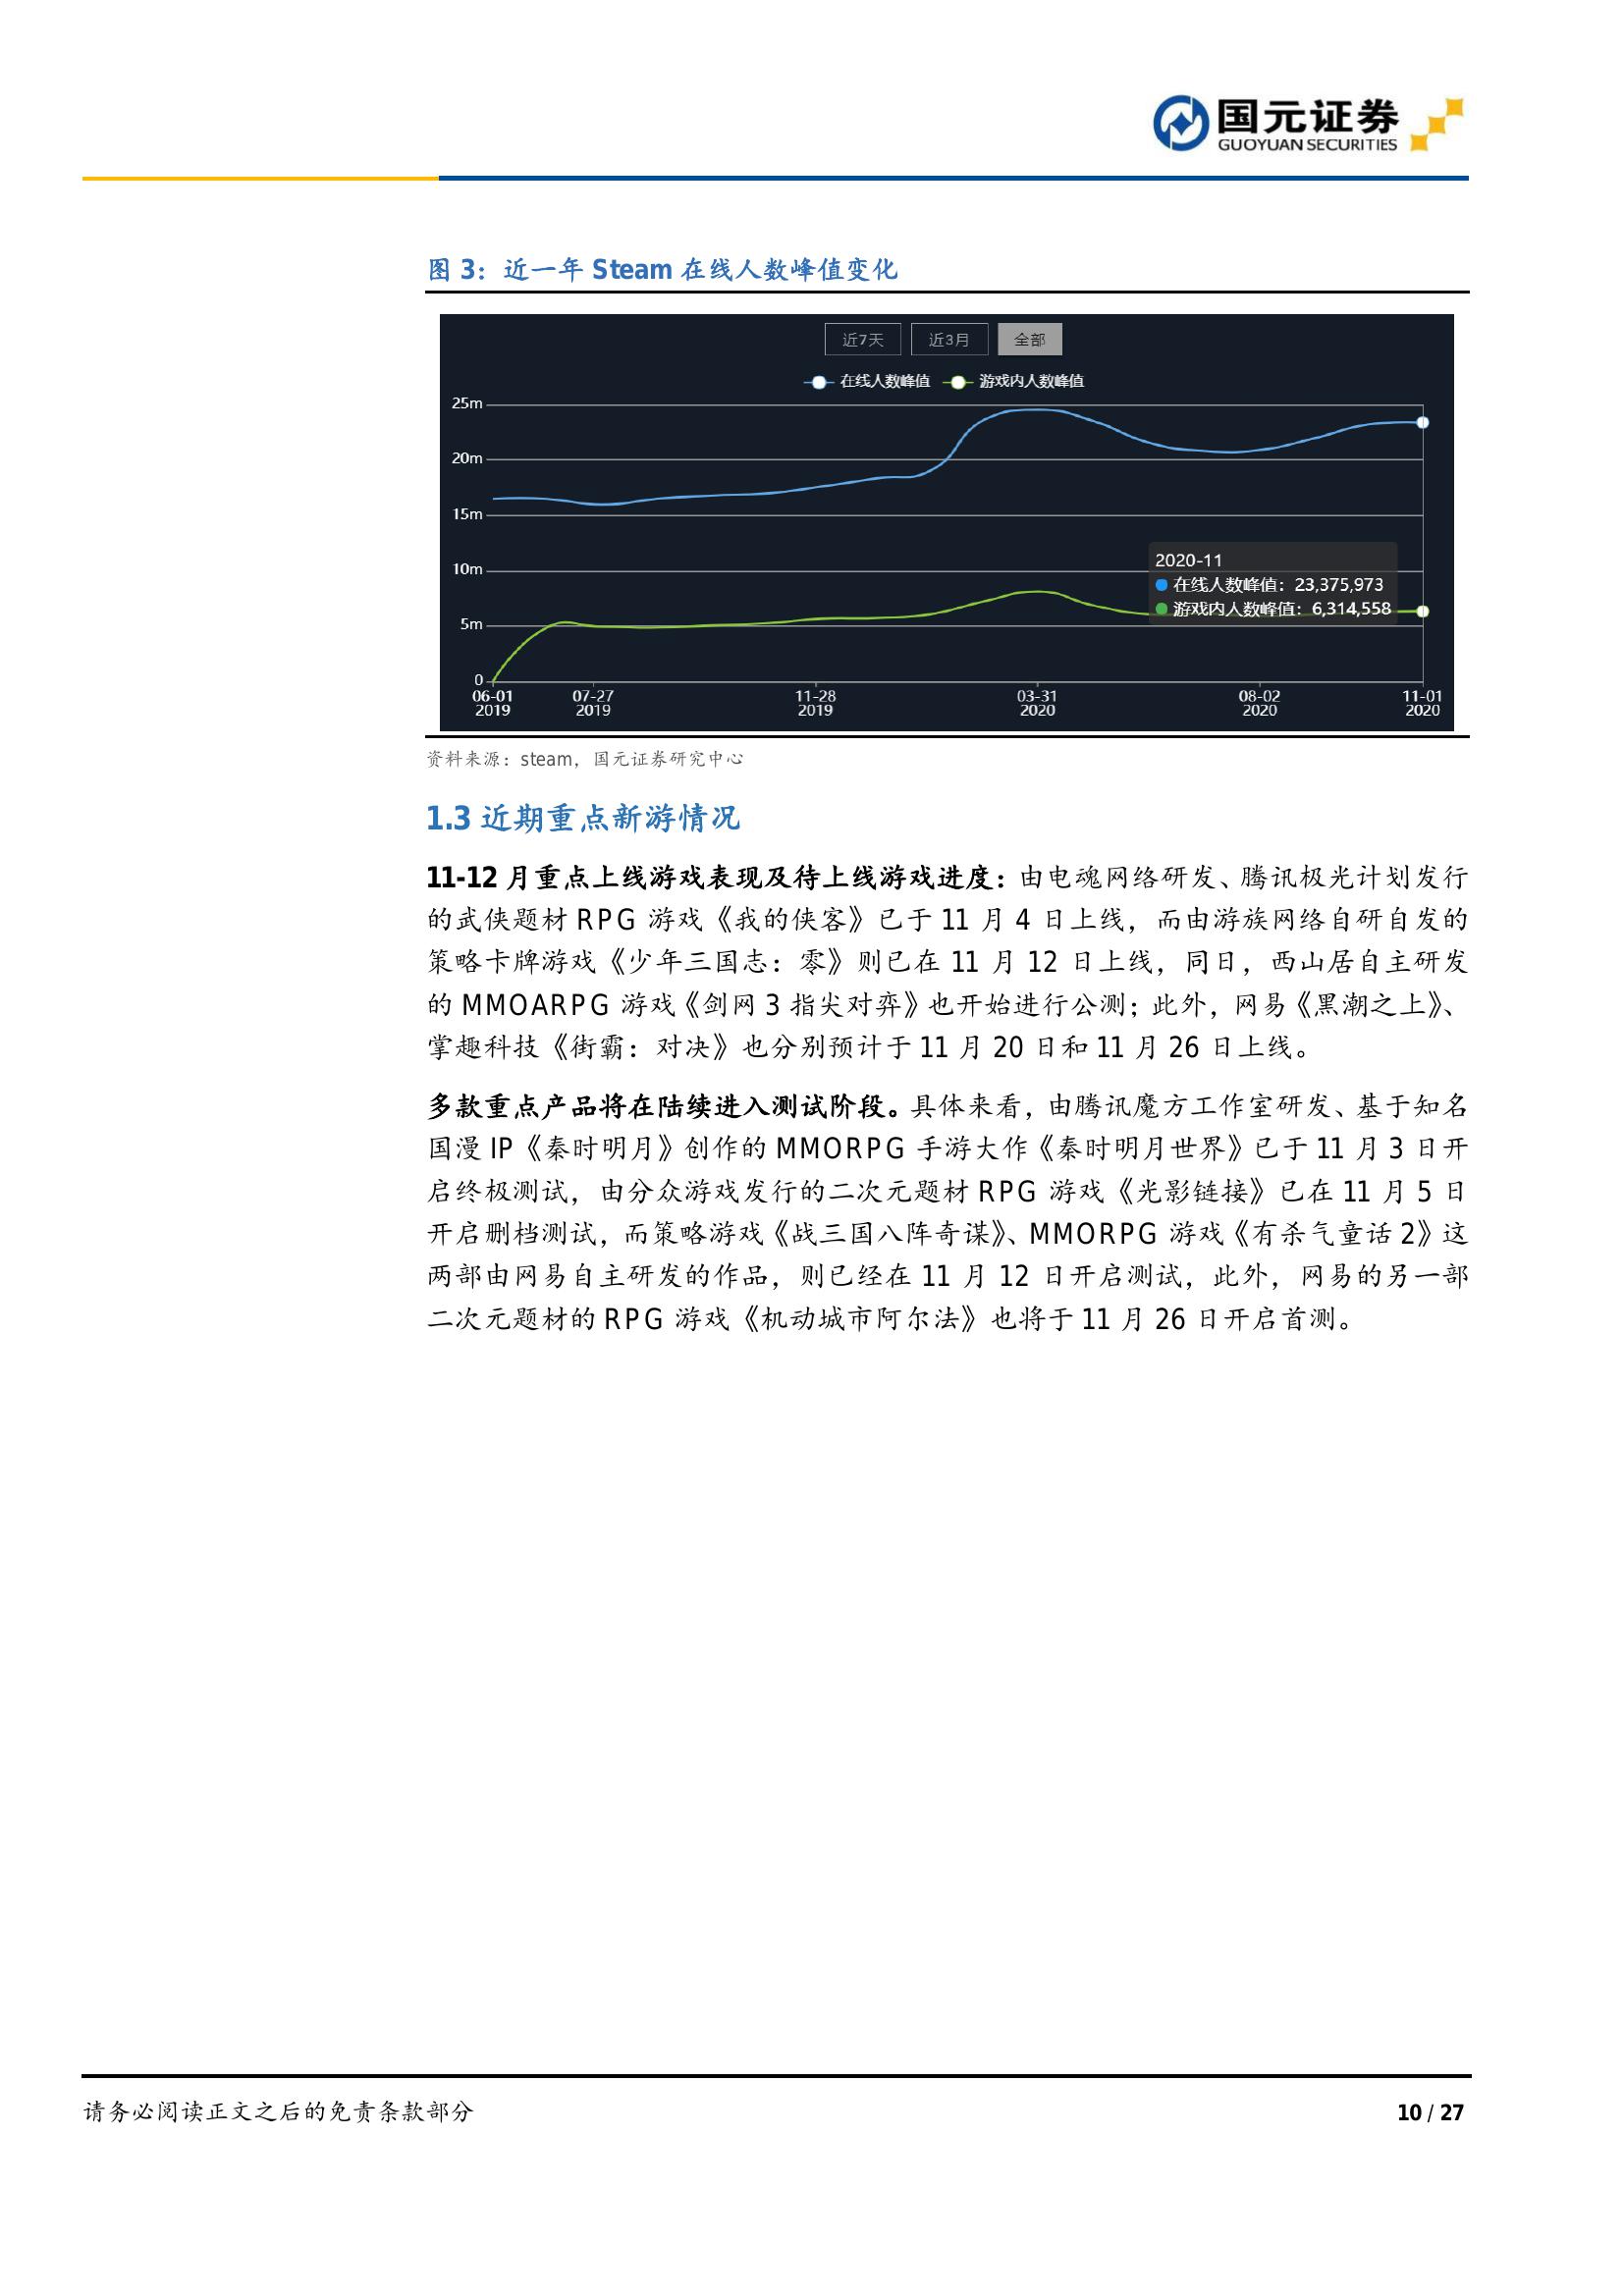 国元证券
GUOYUAN SECURITIES
图 3：近一年 Steam 在线人数峰值变化
近7天 近3月 全部
在线人数峰值 游戏内人数峰值
25m
20m
15m
10m
5m
0
2020-11
在线人数峰值：23,375,973
游戏内人数峰值：6,314,558
06-01 07-27 11-28 03-31 08-02 11-01
2019 2019 2019 2020 2020 2020
资料来源：steam，国元证券研究中心
1.3 近期重点新游情况
11-12 月重点上线游戏表现及待上线游戏进度：由电魂网络研发、腾讯极光计划发行
的武侠题材 RPG 游戏《我的侠客》已于 11 月 4 日上线，而由游族网络自研自发的
策略卡牌游戏《少年三国志：零》则已在 11 月 12 日上线，同日，西山居自主研发
的 MMOARPG 游戏《剑网 3 指尖对弈》也开始进行公测；此外，网易《黑潮之上》、
掌趣科技《街霸：对决》也分别预计于 11 月 20 日和 11 月 26 日上线。
多款重点产品将在陆续进入测试阶段。具体来看，由腾讯魔方工作室研发、基于知名
国漫 IP《秦时明月》创作的 MMORPG 手游大作《秦时明月世界》已于 11 月 3 日开
启终极测试，由分众游戏发行的二次元题材 RPG 游戏《光影链接》已在 11 月 5 日
开启删档测试，而策略游戏《战三国八阵奇谋》、MMORPG 游戏《有杀气童话 2》这
两部由网易自主研发的作品，则已经在 11 月 12 日开启测试，此外，网易的另一部
二次元题材的 RPG 游戏《机动城市阿尔法》也将于 11 月 26 日开启首测。
请务必阅读正文之后的免责条款部分
10 / 27